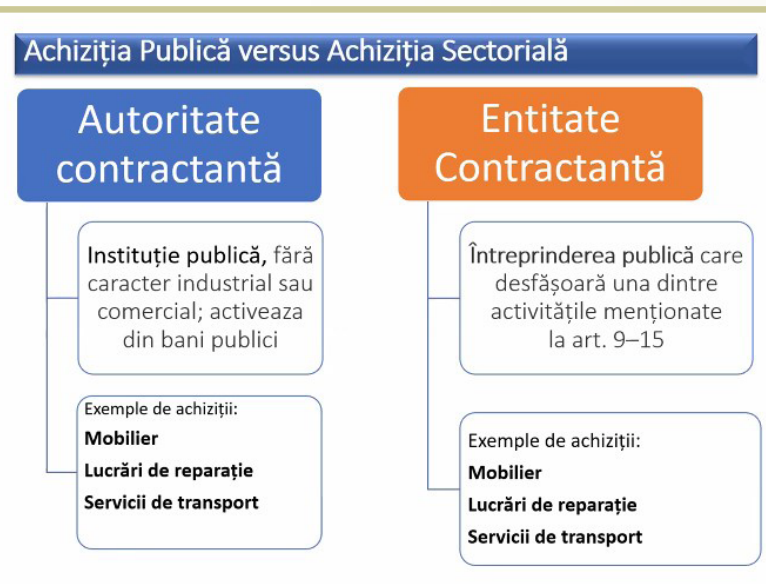 Achiziția Publică versus Achiziția Sectorială
Autoritate
contractantă
Instituție publică, fără
caracter industrial sau
comercial; activeaza
din bani publici
Exemple de achiziții:
Mobilier
Lucrări de reparație
Servicii de transport
Entitate
Contractantă
Întreprinderea publică care
desfășoară una dintre
activitățile menționate
la art. 9–15
Exemple de achiziții:
Mobilier
Lucrări de reparație
Servicii de transport